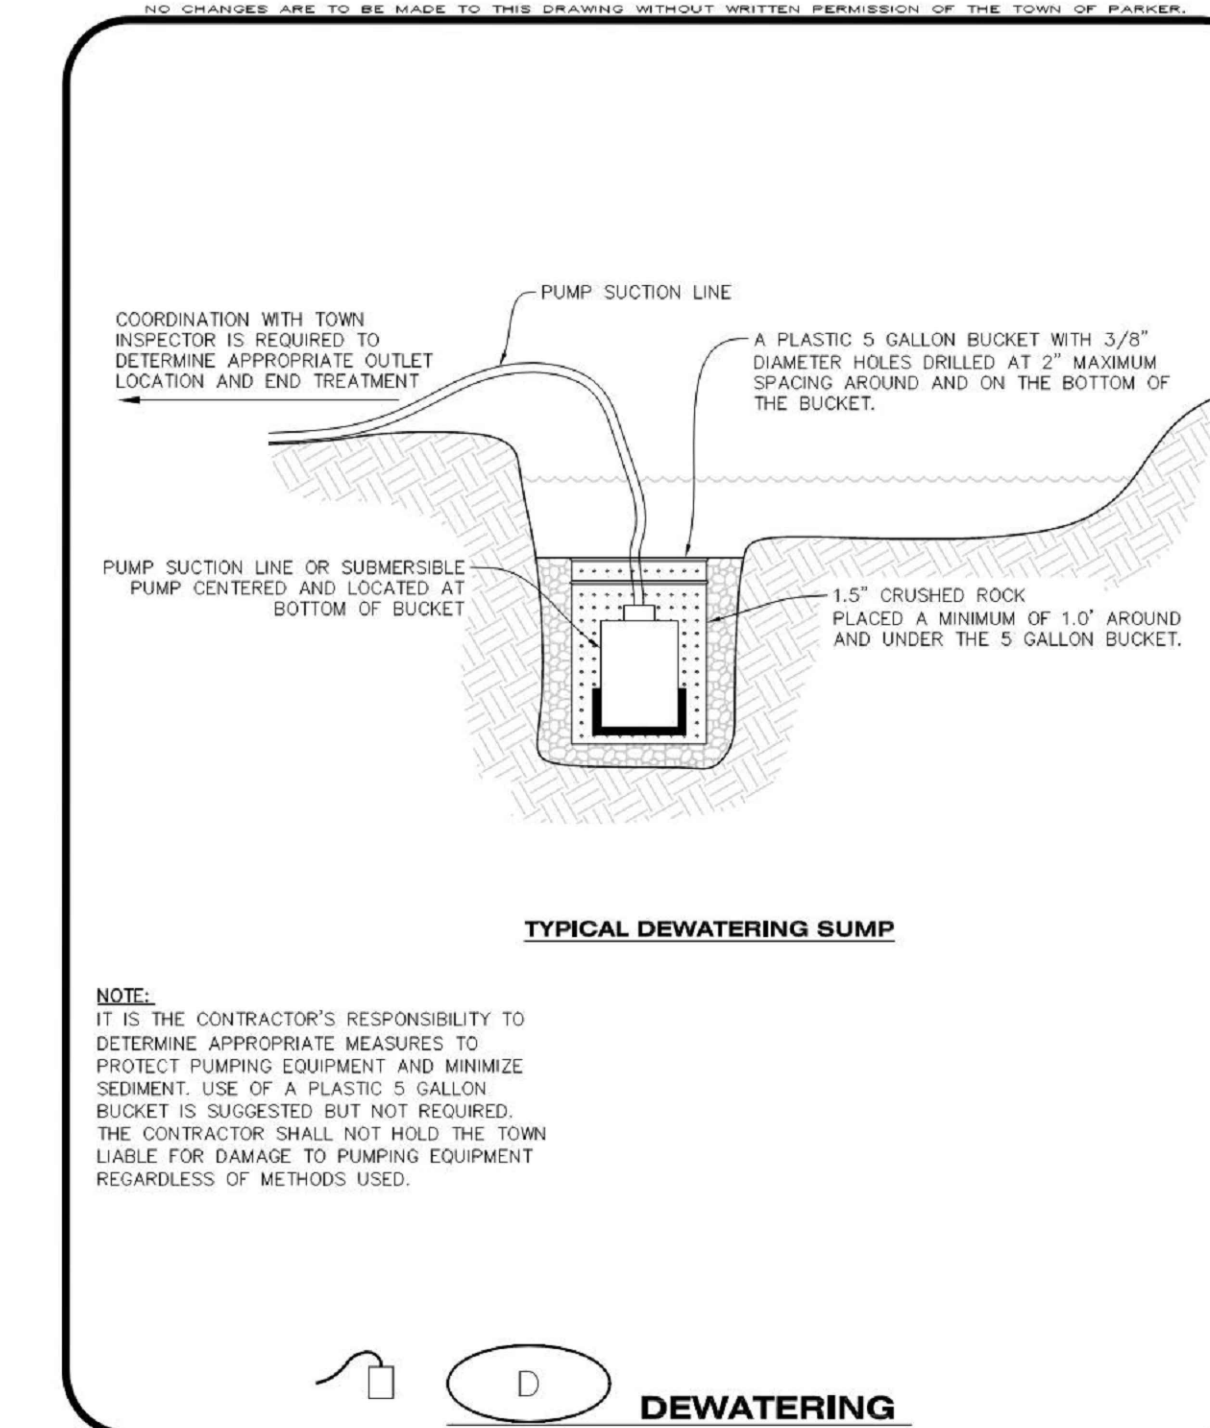 NO CHANGES ARE TO BE MADE TO THIS DRAWING WITHOUT WRITTEN PERMISSION OF THE TOWN OF PARKER.
PUMP SUCTION LINE
COORDINATION WITH TOWN
INSPECTOR IS REQUIRED TO
DETERMINE APPROPRIATE OUTLET
LOCATION AND END TREATMENT
A PLASTIC 5 GALLON BUCKET WITH 3/8"
DIAMETER HOLES DRILLED AT 2" MAXIMUM
SPACING AROUND AND ON THE BOTTOM OF
THE BUCKET.
PUMP SUCTION LINE OR SUBMERSIBLE
PUMP CENTERED AND LOCATED AT
BOTTOM OF BUCKET
1.5" CRUSHED ROCK
PLACED A MINIMUM OF 1.0' AROUND
AND UNDER THE 5 GALLON BUCKET.
TYPICAL DEWATERING SUMP
NOTE:
IT IS THE CONTRACTOR'S RESPONSIBILITY TO
DETERMINE APPROPRIATE MEASURES TO
PROTECT PUMPING EQUIPMENT AND MINIMIZE
SEDIMENT. USE OF A PLASTIC 5 GALLON
BUCKET IS SUGGESTED BUT NOT REQUIRED.
THE CONTRACTOR SHALL NOT HOLD THE TOWN
LIABLE FOR DAMAGE TO PUMPING EQUIPMENT
REGARDLESS OF METHODS USED.
D
DEWATERING